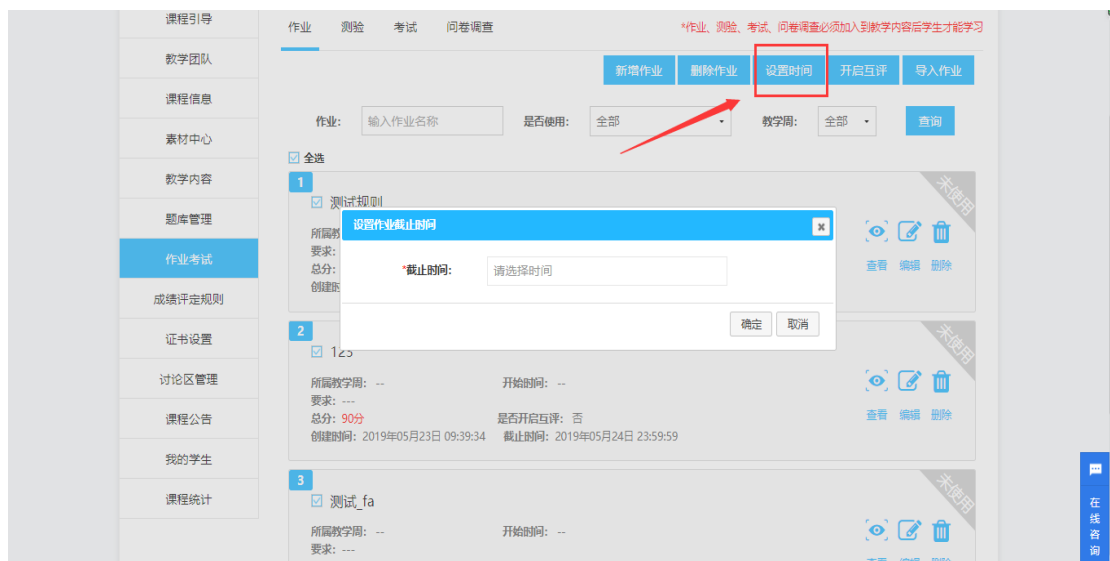 课程引导
教学团队
课程信息
素材中心
教学内容
题库管理
作业考试
成绩评定规则
证书设置
讨论区管理
课程公告
我的学生
课程统计
作业 测验 考试 问卷调查 *作业、测验、考试、问卷调查必须加入到教学内容后学生才能学习
新增作业 删除作业 设置时间 开启互评 导入作业
作业: 输入作业名称 是否使用: 全部 教学周: 全部 查询
全选
1 未使用
测试规则
所属教
要求:
总分:
创建时
查看 编辑 删除
设置作业截止时间
*截止时间: 请选择时间
确定 取消
2 未使用
123
所属教学周: -- 开始时间: --
要求: ---
总分: 90分 是否开启互评: 否
创建时间: 2019年05月23日 09:39:34 截止时间: 2019年05月24日 23:59:59
查看 编辑 删除
3 未使用
测试_fa
所属教学周: -- 开始时间: --
要求: ---
在线咨询